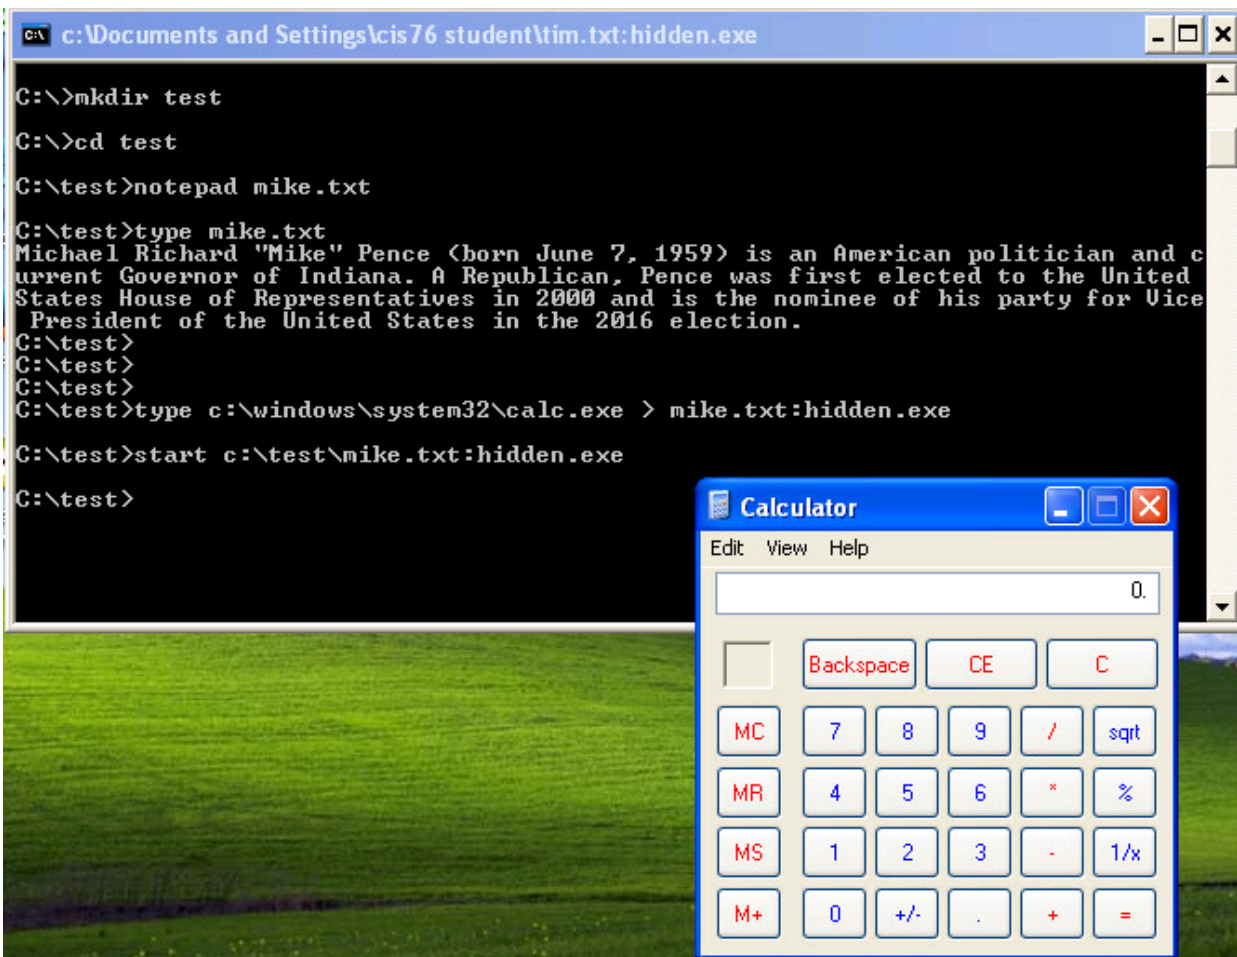 c:\Documents and Settings\cis76 student\tim.txt:hidden.exe
C:\>mkdir test
C:\>cd test
C:\test>notepad mike.txt
C:\test>type mike.txt
Michael Richard "Mike" Pence (born June 7, 1959) is an American politician and c
urrent Governor of Indiana. A Republican, Pence was first elected to the United
States House of Representatives in 2000 and is the nominee of his party for Vice
 President of the United States in the 2016 election.
C:\test>
C:\test>
C:\test>
C:\test>type c:\windows\system32\calc.exe > mike.txt:hidden.exe
C:\test>start c:\test\mike.txt:hidden.exe
C:\test>
Calculator
Edit View Help
0.
Backspace CE C
MC 7 8 9 / sqrt
MR 4 5 6 * %
MS 1 2 3 - 1/x
M+ 0 +/- . + =